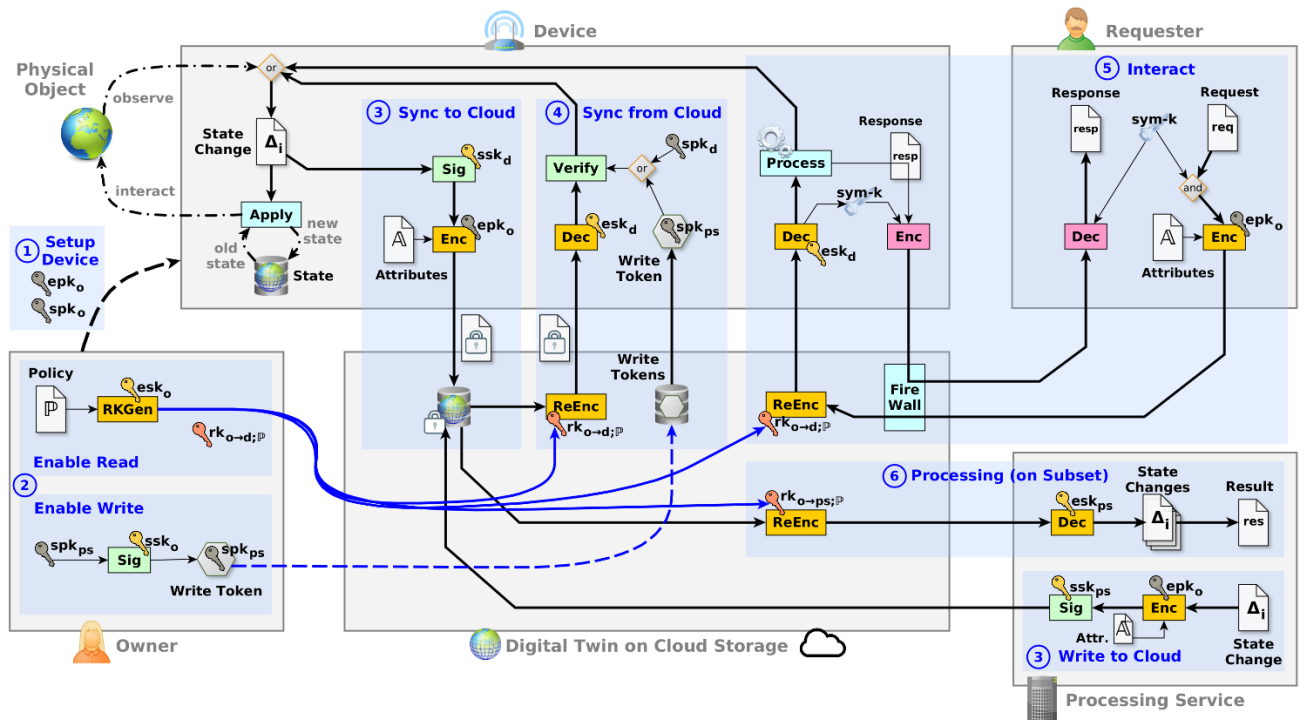 Device
Requester
Physical
Object
observe
interact
or
State
Change
Δi
Apply
old
state
new
state
State
3 Sync to Cloud
sskd
Sig
epko
𝔸
Enc
Attributes
4 Sync from Cloud
Verify
or
spkd
Dec
eskd
spkps
Write
Token
Process
Response
resp
sym-k
Dec
eskd
Enc
5 Interact
Response
resp
sym-k
Request
req
and
Dec
𝔸
Attributes
Enc
epko
1 Setup
Device
epko
spko
Policy
ℙ
esko
RKGen
rko→d;ℙ
Enable Read
2
Enable Write
spkps
Sig
ssko
spkps
Write Token
Owner
ReEnc
rko→d;ℙ
Write
Tokens
ReEnc
rko→d;ℙ
Fire
Wall
6 Processing (on Subset)
rko→ps;ℙ
ReEnc
eskps
Dec
State
Changes
Δi
Result
res
sskps
Sig
epko
Enc
Attr.
𝔸
Δi
State
Change
3 Write to Cloud
Digital Twin on Cloud Storage
Processing Service